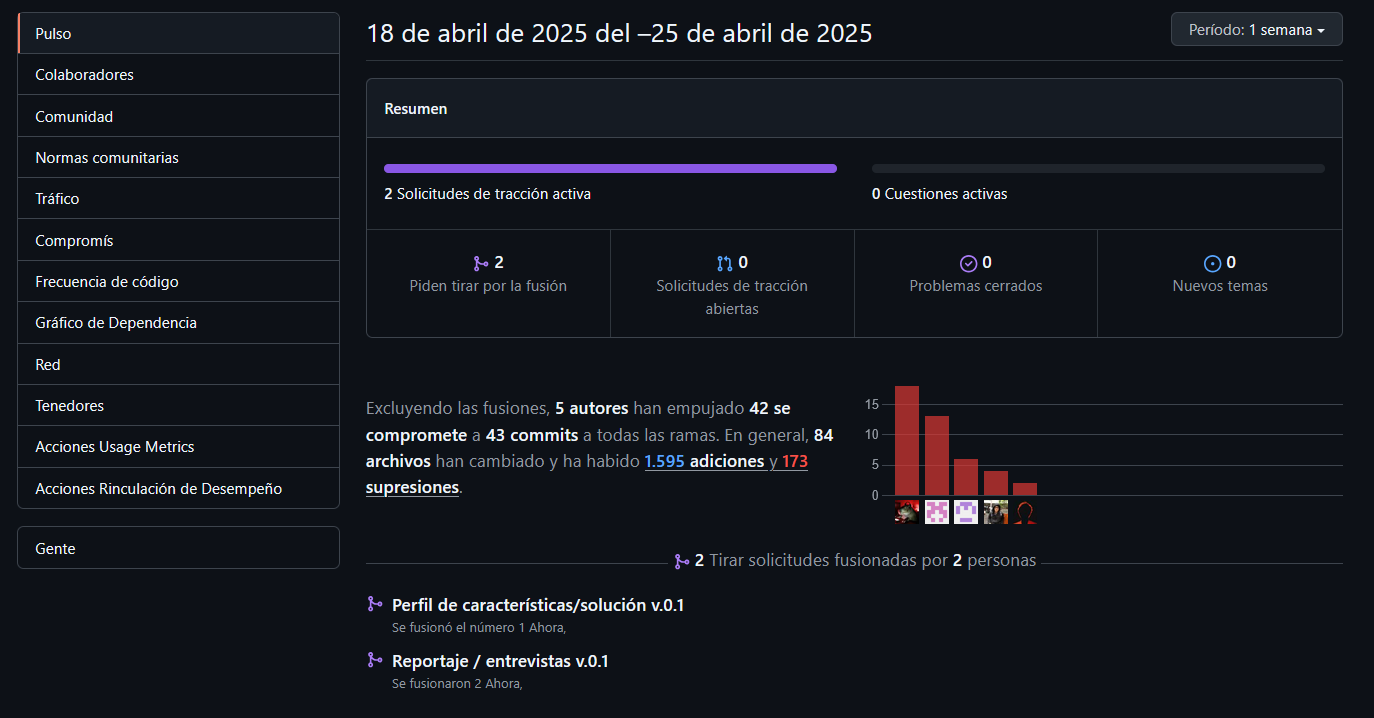 Pulso
Colaboradores
Comunidad
Normas comunitarias
Tráfico
Compromís
Frecuencia de código
Gráfico de Dependencia
Red
Tenedores
Acciones Usage Metrics
Acciones Rinculación de Desempeño
Gente
18 de abril de 2025 del –25 de abril de 2025
Período: 1 semana
Resumen
2 Solicitudes de tracción activa
0 Cuestiones activas
2
Piden tirar por la fusión
0
Solicitudes de tracción
abiertas
0
Problemas cerrados
0
Nuevos temas
Excluyendo las fusiones, 5 autores han empujado 42 se
compromete a 43 commits a todas las ramas. En general, 84
archivos han cambiado y ha habido 1.595 adiciones y 173
supresiones.
15
10
5
0
2 Tirar solicitudes fusionadas por 2 personas
Perfil de características/solución v.0.1
Se fusionó el número 1 Ahora,
Reportaje / entrevistas v.0.1
Se fusionaron 2 Ahora,